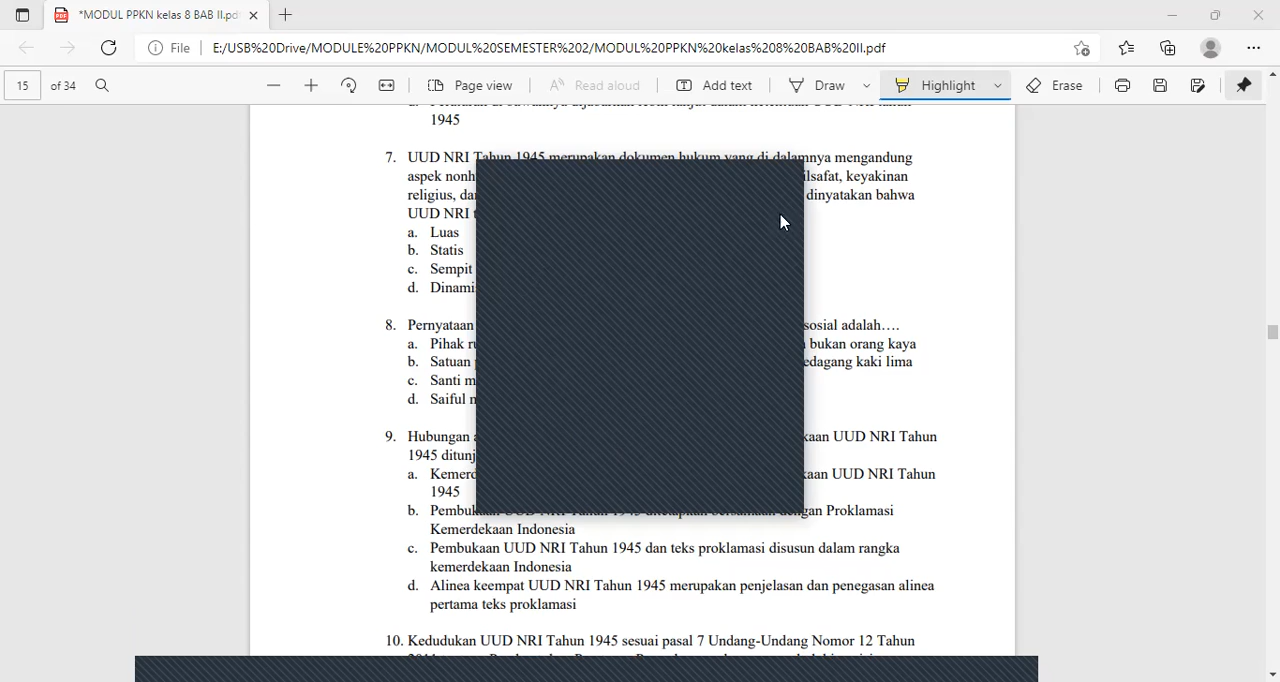 *MODUL PPKN kelas 8 BAB II.pd
File
E:/USB%20Drive/MODULE%20PPKN/MODUL%20SEMESTER%202/MODUL%20PPKN%20kelas%208%20BAB%20II.pdf
15 of 34
Page view
Read aloud
Add text
Draw
Highlight
Erase
1945
7. UUD NRI Tahun 1945 merupakan dokumen hukum yang di dalamnya mengandung
aspek ilsafat, keyakinan
religius, dinyatakan bahwa
UUD NRI
a. Luas
b. Statis
c. Sempit
d. Dinami
8. Pernyataan sosial adalah….
a. Pihak bukan orang kaya
b. Satuan edagang kaki lima
c. Santi
d. Saiful
9. Hubungan kaan UUD NRI Tahun
1945 ditunj
a. Kemerd kaan UUD NRI Tahun
1945
b. Pembukaan UUD NRI Tahun 1945 ditetapkan bersamaan dengan Proklamasi
Kemerdekaan Indonesia
c. Pembukaan UUD NRI Tahun 1945 dan teks proklamasi disusun dalam rangka
kemerdekaan Indonesia
d. Alinea keempat UUD NRI Tahun 1945 merupakan penjelasan dan penegasan alinea
pertama teks proklamasi
10. Kedudukan UUD NRI Tahun 1945 sesuai pasal 7 Undang-Undang Nomor 12 Tahun